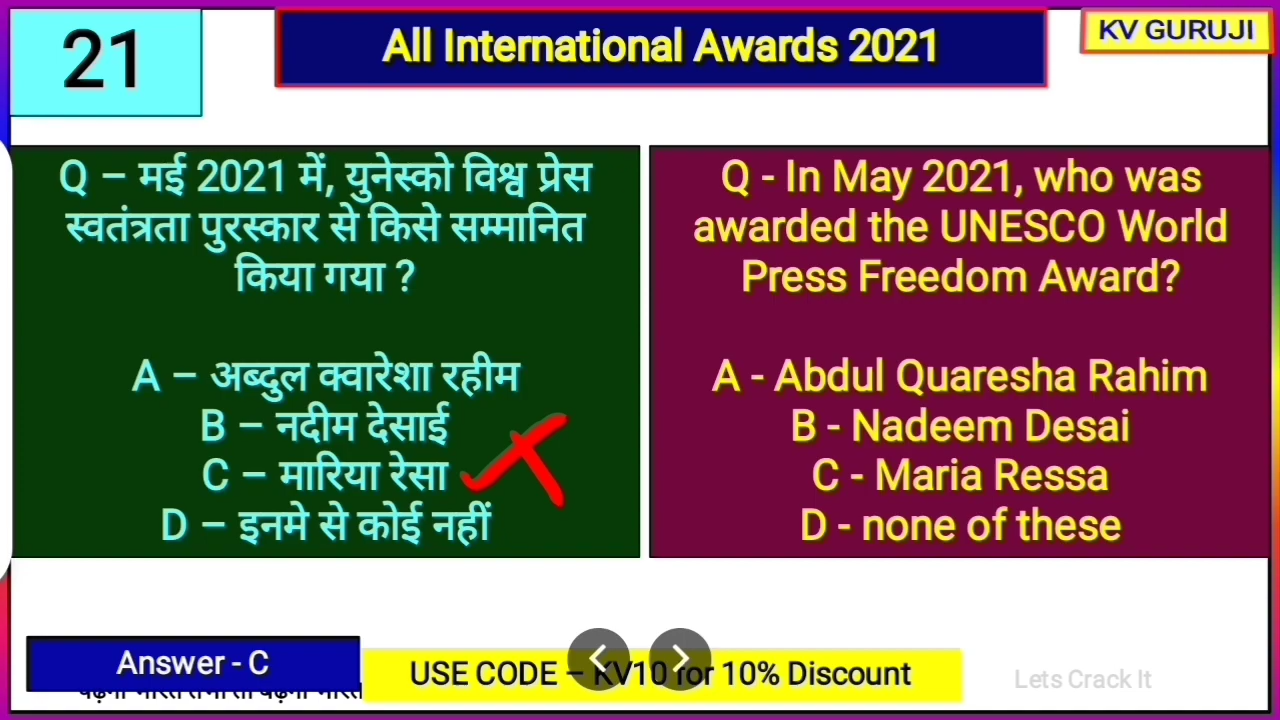 21
All International Awards 2021
KV GURUJI
Q – मई 2021 में, युनेस्को विश्व प्रेस
स्वतंत्रता पुरस्कार से किसे सम्मानित
किया गया ?
A – अब्दुल क्वारेशा रहीम
B – नदीम देसाई
C – मारिया रेसा
D – इनमे से कोई नहीं
Q - In May 2021, who was
awarded the UNESCO World
Press Freedom Award?
A - Abdul Quaresha Rahim
B - Nadeem Desai
C - Maria Ressa
D - none of these
Answer - C
USE CODE – KV10 for 10% Discount
Lets Crack It